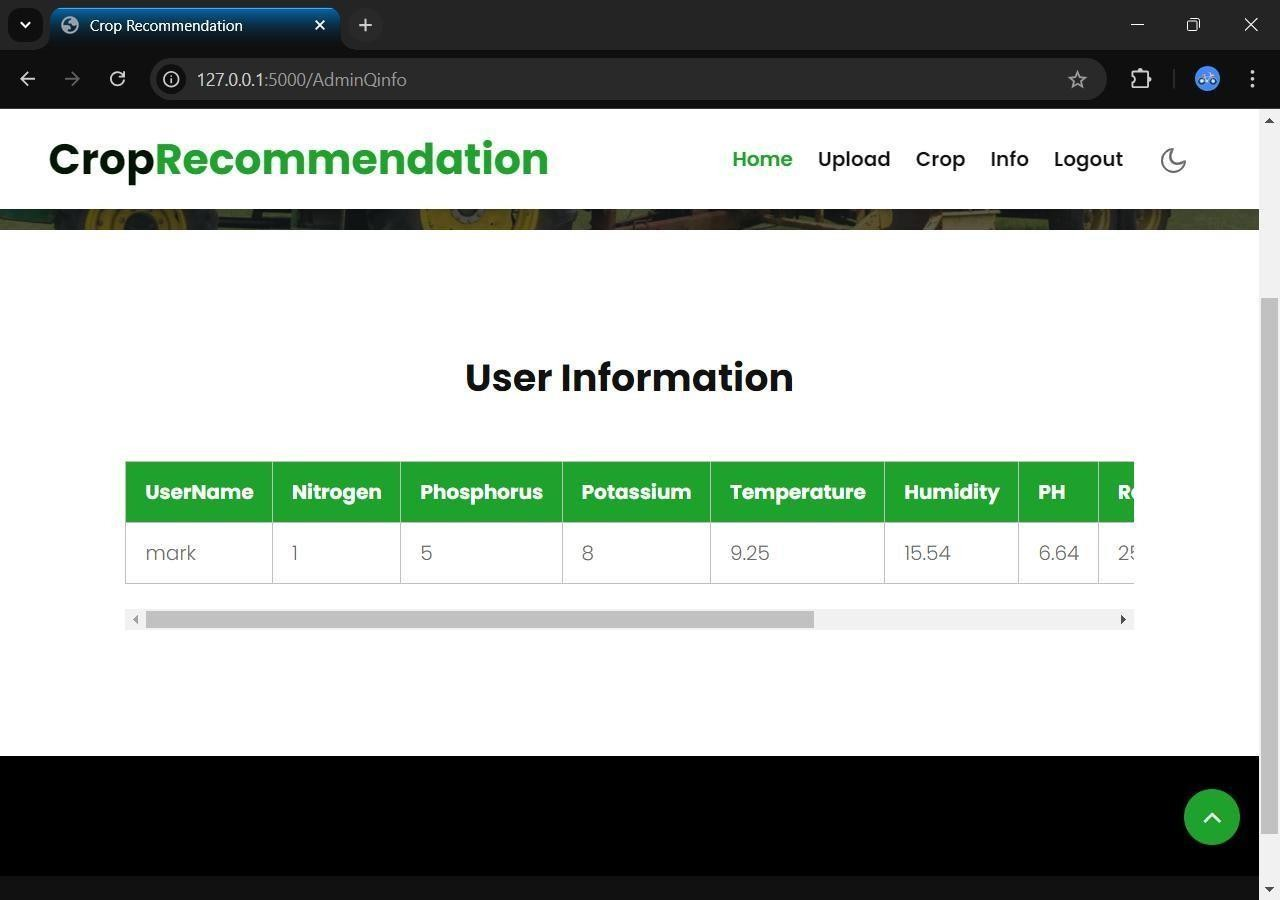 Crop Recommendation
127.0.0.1:5000/AdminQinfo
CropRecommendation Home Upload Crop Info Logout
User Information
UserName Nitrogen Phosphorus Potassium Temperature Humidity PH
mark 1 5 8 9.25 15.54 6.64